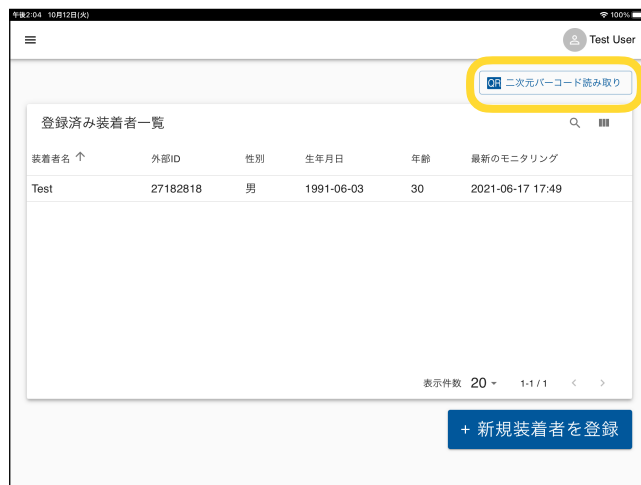 午後2:04 10月12日(火) 100%
Test User
QR 二次元バーコード読み取り
登録済み装着者一覧
装着者名 外部ID 性別 生年月日 年齢 最新のモニタリング
Test 27182818 男 1991-06-03 30 2021-06-17 17:49
表示件数 20 1-1 / 1
+ 新規装着者を登録